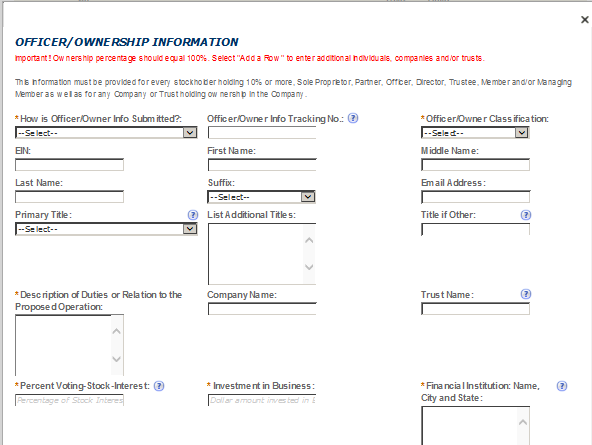 OFFICER/OWNERSHIP INFORMATION
Important! Ownership percentage should equal 100%. Select "Add a Row" to enter additional individuals, companies and/or trusts.
This information must be provided for every stockholder holding 10% or more, Sole Proprietor, Partner, Officer, Director, Trustee, Member and/or Managing
Member as well as for any Company or Trust holding ownership in the Company.
*How is Officer/Owner Info Submitted?: Officer/Owner Info Tracking No.: ? *Officer/Owner Classification:
--Select-- --Select--
EIN: First Name: Middle Name:
Last Name: Suffix: Email Address:
--Select--
Primary Title: ? List Additional Titles: Title if Other: ?
--Select--
*Description of Duties or Relation to the Company Name: Trust Name: ?
Proposed Operation:
*Percent Voting-Stock-Interest: ? *Investment in Business: *Financial Institution: Name, ?
City and State:
Percentage of Stock Interes Dollar amount invested in